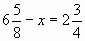 6 5/8 − x = 2 3/4